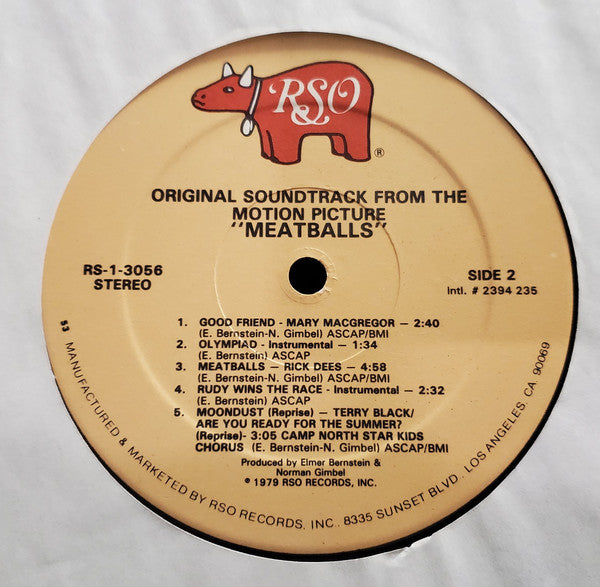 RSO
®
ORIGINAL SOUNDTRACK FROM THE
MOTION PICTURE
"MEATBALLS"
RS-1-3056
STEREO
SIDE 2
Intl. # 2394 235
1. GOOD FRIEND - MARY MACGREGOR — 2:40
(E. Bernstein-N. Gimbel) ASCAP/BMI
2. OLYMPIAD - Instrumental — 1:34
(E. Bernstein) ASCAP
3. MEATBALLS — RICK DEES — 4:58
(E. Bernstein-N. Gimbel) ASCAP/BMI
4. RUDY WINS THE RACE - Instrumental — 2:32
(E. Bernstein) ASCAP
5. MOONDUST (Reprise) — TERRY BLACK/
ARE YOU READY FOR THE SUMMER?
(Reprise)- 3:05 CAMP NORTH STAR KIDS
CHORUS (E. Bernstein-N. Gimbel) ASCAP/BMI
Produced by Elmer Bernstein &
Norman Gimbel
© 1979 RSO RECORDS, INC.
53 MANUFACTURED & MARKETED BY RSO RECORDS, INC., 8335 SUNSET BLVD., LOS ANGELES, CA. 90069